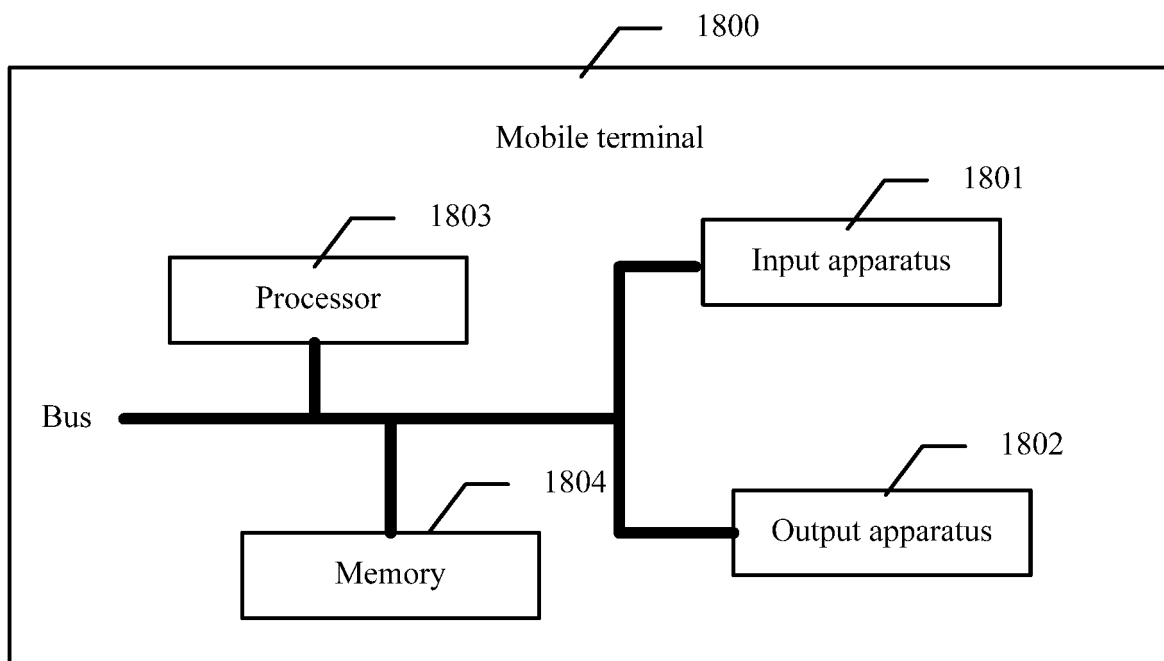 1800
Mobile terminal
1801
1803
Input apparatus
Processor
Bus
1802
1804
Output apparatus
Memory